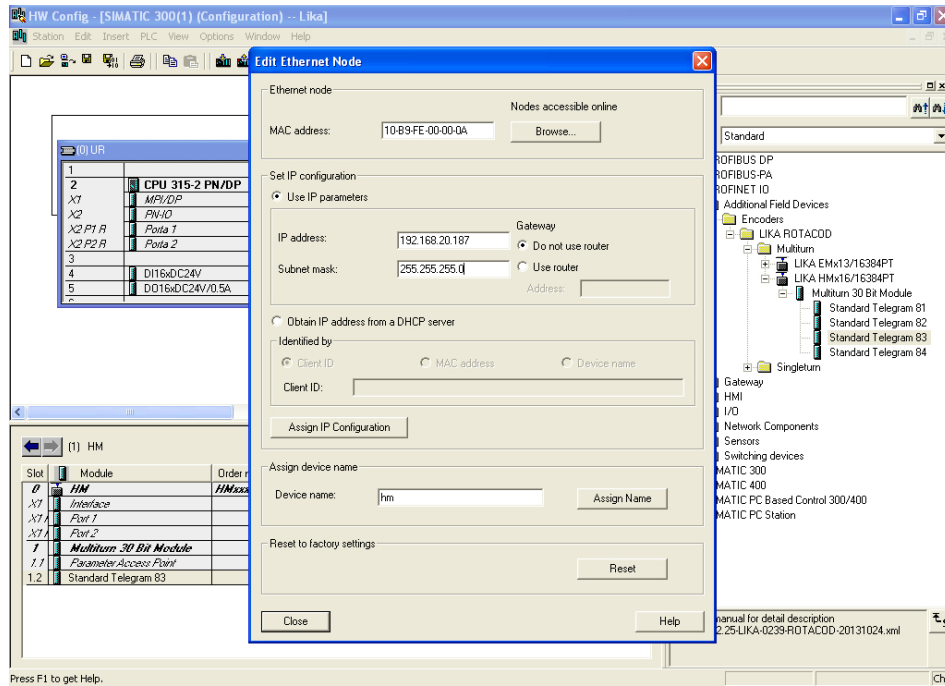 HW Config - [SIMATIC 300(1) (Configuration) -- Lika]
Station Edit Insert PLC View Options Window Help
(0) UR
1
2 CPU 315-2 PN/DP
X1 MPI/DP
X2 PN-IO
X2 P1 R Porta 1
X2 P2 R Porta 2
3
4 DI16xDC24V
5 DO16xDC24V/0.5A
(1) HM
Slot Module Order
0 HM HMxxx
X1 Interface
X1 Port 1
X1 Port 2
1 Multiturn 30 Bit Module
1.1 Parameter Access Point
1.2 Standard Telegram 83
Press F1 to get Help.
Edit Ethernet Node
Ethernet node
Nodes accessible online
MAC address: 10-B9-FE-00-00-0A Browse...
Set IP configuration
Use IP parameters
Gateway
IP address: 192.168.20.187 Do not use router
Subnet mask: 255.255.255.0 Use router
Address:
Obtain IP address from a DHCP server
Identified by
Client ID MAC address Device name
Client ID:
Assign IP Configuration
Assign device name
Device name: hm Assign Name
Reset to factory settings
Reset
Close Help
Standard
ROFIBUS DP
ROFIBUS-PA
ROFINET IO
Additional Field Devices
Encoders
LIKA ROTACOD
Multiturn
LIKA EMx13/16384PT
LIKA HMx16/16384PT
Multiturn 30 Bit Module
Standard Telegram 81
Standard Telegram 82
Standard Telegram 83
Standard Telegram 84
Singleturn
Gateway
HMI
I/O
Network Components
Sensors
Switching devices
MATIC 300
MATIC 400
MATIC PC Based Control 300/400
MATIC PC Station
manual for detail description
2.25-LIKA-0239-ROTACOD-20131024.xml
Ch